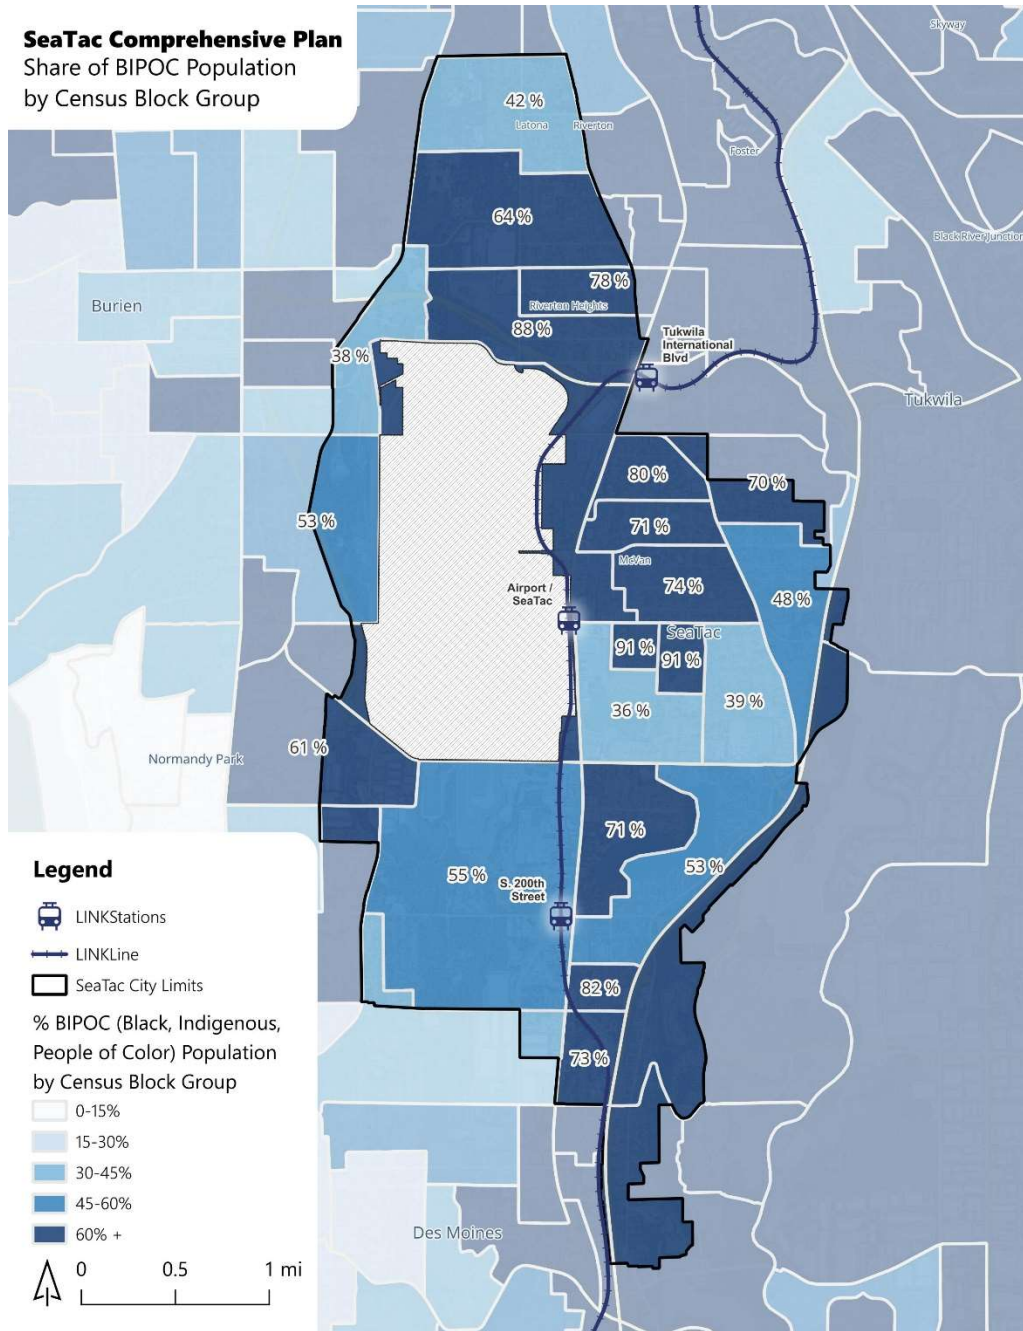 SeaTac Comprehensive Plan
Share of BIPOC Population
by Census Block Group
Skyway
42 %
Latona
Riverton
Foster
64 %
Black River Junction
78 %
Burien
Riverton Heights
88 %
Tukwila
International
Blvd
38 %
Tukwila
80 %
70 %
53 %
71 %
McVan
74 %
Airport /
SeaTac
48 %
SeaTac
91 %
91 %
36 %
39 %
61 %
Normandy Park
71 %
53 %
55 %
S. 200th
Street
82 %
73 %
Des Moines
Legend
LINKStations
LINKLine
SeaTac City Limits
% BIPOC (Black, Indigenous,
People of Color) Population
by Census Block Group
0-15%
15-30%
30-45%
45-60%
60% +
0 0.5 1 mi